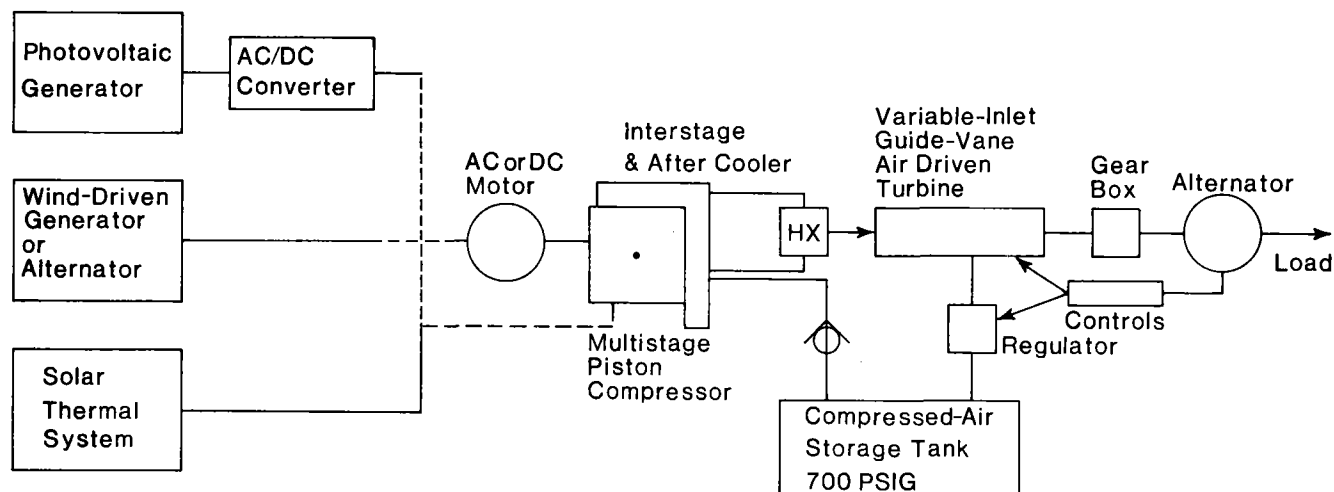 Photovoltaic
Generator
AC/DC
Converter
Wind-Driven
Generator
or
Alternator
Solar
Thermal
System
AC or DC
Motor
Interstage
& After Cooler
Multistage
Piston
Compressor
HX
Variable-Inlet
Guide-Vane
Air Driven
Turbine
Gear
Box
Alternator
Load
Controls
Regulator
Compressed-Air
Storage Tank
700 PSIG